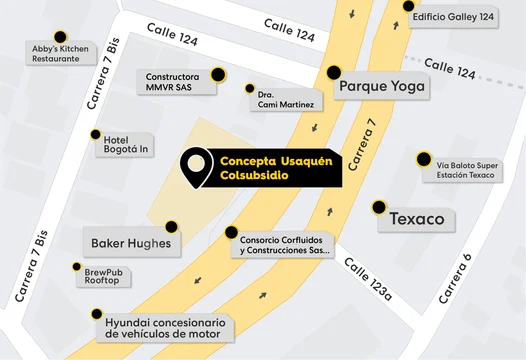 Edificio Galley 124
Calle 124
Abby's Kitchen
Restaurante
Calle 124
Constructora
MMVR SAS
Parque Yoga
Dra.
Cami Martinez
Carrera 7 Bis
Hotel
Bogotá In
Carrera 7
Concepta Usaquén
Colsubsidio
Vía Baloto Super
Estación Texaco
Texaco
Baker Hughes
Consorcio Corfluidos
y Construcciones Sas...
Carrera 7 Bis
BrewPub
Rooftop
Calle 123a
Carrera 6
Hyundai concesionario
de vehículos de motor